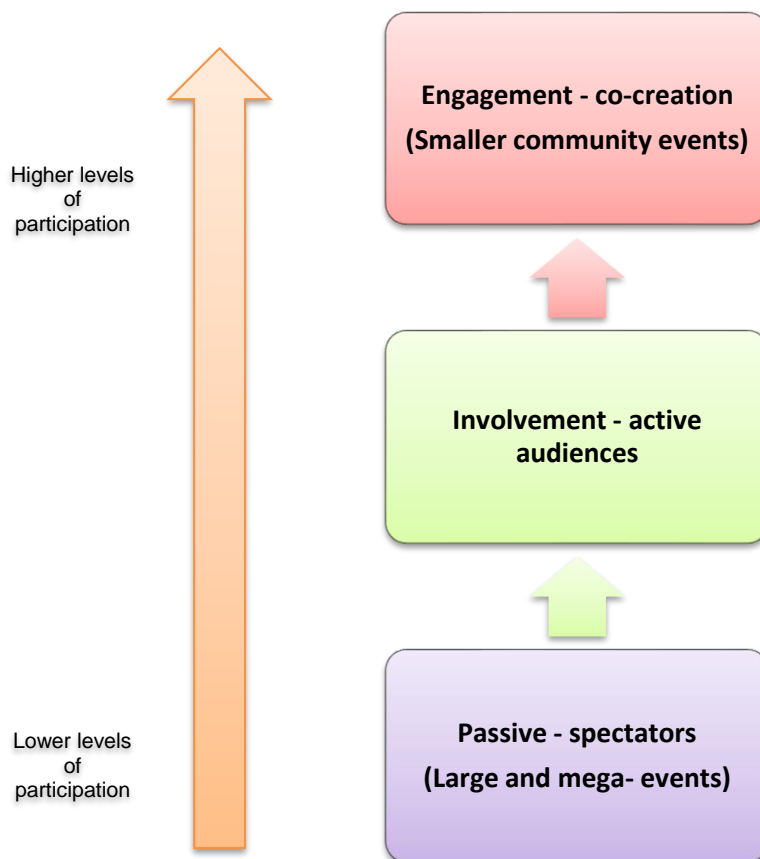 Engagement - co-creation
(Smaller community events)
Higher levels
of
participation
Involvement - active
audiences
Passive - spectators
(Large and mega- events)
Lower levels
of
participation